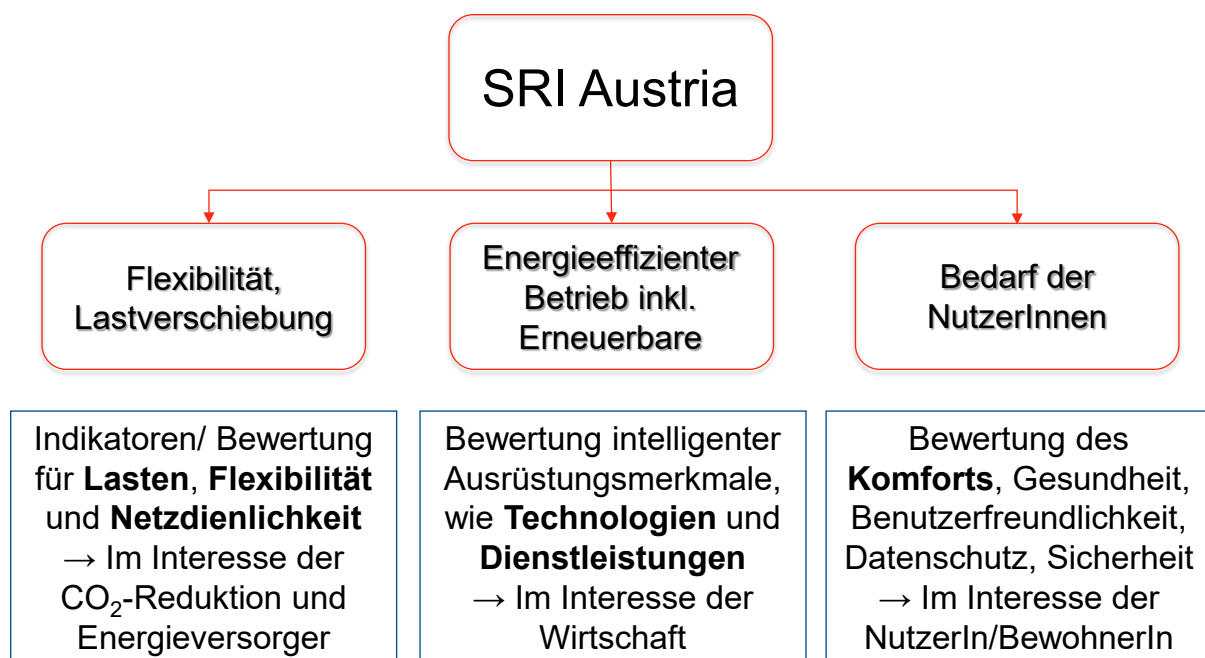 SRI Austria
Flexibilität,
Lastverschiebung
Energieeffizienter
Betrieb inkl.
Erneuerbare
Bedarf der
NutzerInnen
Indikatoren/ Bewertung
für Lasten, Flexibilität
und Netzdienlichkeit
→ Im Interesse der
CO₂-Reduktion und
Energieversorger
Bewertung intelligenter
Ausrüstungsmerkmale,
wie Technologien und
Dienstleistungen
→ Im Interesse der
Wirtschaft
Bewertung des
Komforts, Gesundheit,
Benutzerfreundlichkeit,
Datenschutz, Sicherheit
→ Im Interesse der
NutzerIn/BewohnerIn